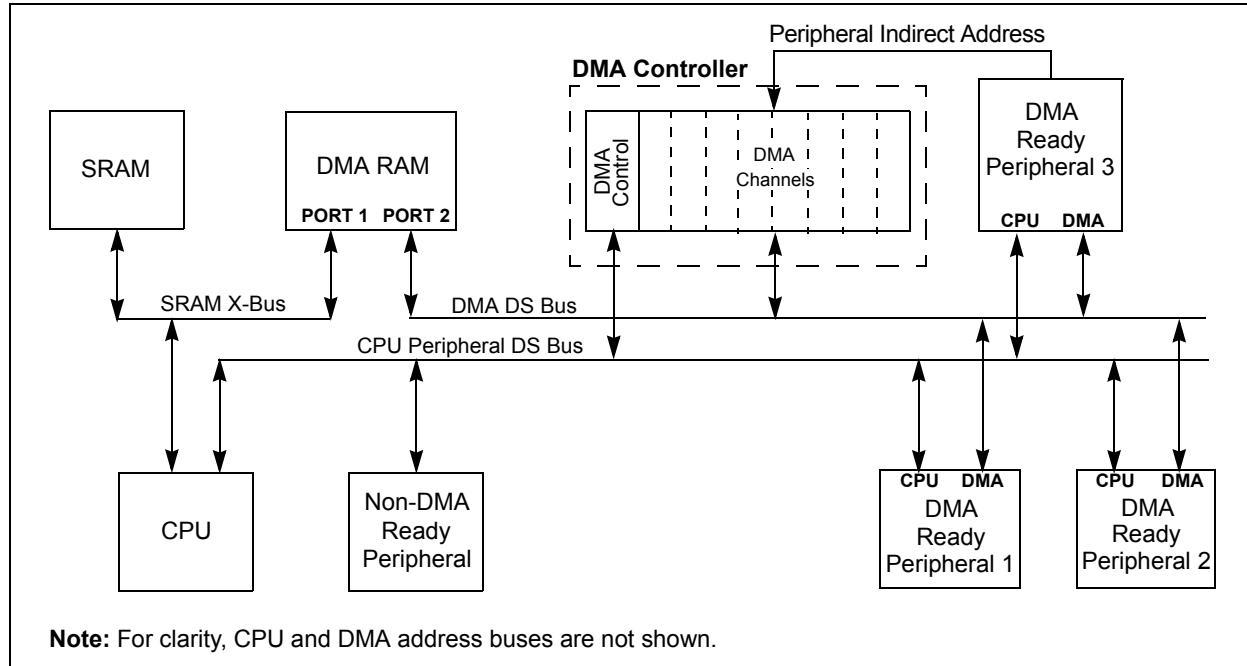 Peripheral Indirect Address
DMA Controller
SRAM
DMA RAM
PORT 1 PORT 2
DMA
Control
DMA
Channels
DMA
Ready
Peripheral 3
CPU DMA
SRAM X-Bus
DMA DS Bus
CPU Peripheral DS Bus
CPU
Non-DMA
Ready
Peripheral
CPU DMA
DMA
Ready
Peripheral 1
CPU DMA
DMA
Ready
Peripheral 2
Note: For clarity, CPU and DMA address buses are not shown.